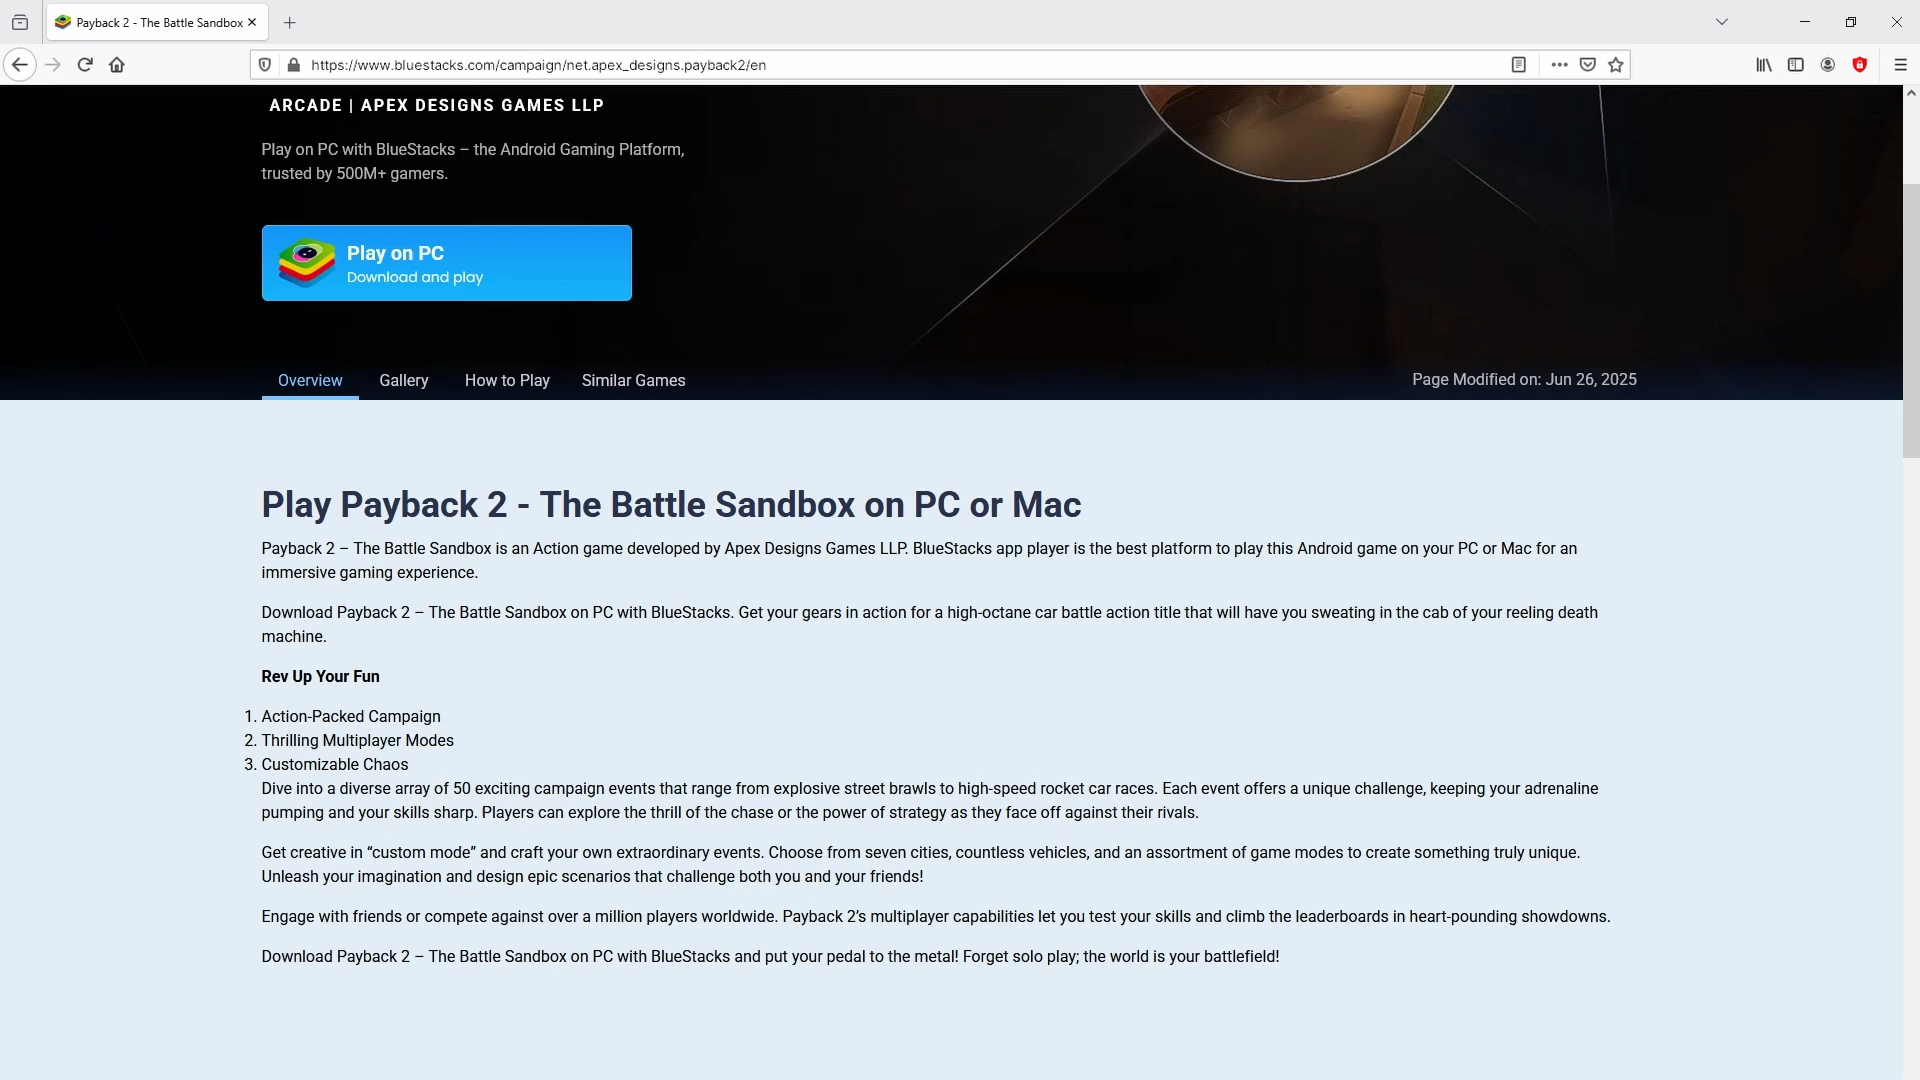 Payback 2 - The Battle Sandbox
https://www.bluestacks.com/campaign/net.apex_designs.payback2/en
ARCADE | APEX DESIGNS GAMES LLP
Play on PC with BlueStacks – the Android Gaming Platform,
trusted by 500M+ gamers.
Play on PC
Download and play
Overview
Gallery
How to Play
Similar Games
Page Modified on: Jun 26, 2025
Play Payback 2 - The Battle Sandbox on PC or Mac
Payback 2 – The Battle Sandbox is an Action game developed by Apex Designs Games LLP. BlueStacks app player is the best platform to play this Android game on your PC or Mac for an
immersive gaming experience.
Download Payback 2 – The Battle Sandbox on PC with BlueStacks. Get your gears in action for a high-octane car battle action title that will have you sweating in the cab of your reeling death
machine.
Rev Up Your Fun
1. Action-Packed Campaign
2. Thrilling Multiplayer Modes
3. Customizable Chaos
Dive into a diverse array of 50 exciting campaign events that range from explosive street brawls to high-speed rocket car races. Each event offers a unique challenge, keeping your adrenaline
pumping and your skills sharp. Players can explore the thrill of the chase or the power of strategy as they face off against their rivals.
Get creative in “custom mode” and craft your own extraordinary events. Choose from seven cities, countless vehicles, and an assortment of game modes to create something truly unique.
Unleash your imagination and design epic scenarios that challenge both you and your friends!
Engage with friends or compete against over a million players worldwide. Payback 2’s multiplayer capabilities let you test your skills and climb the leaderboards in heart-pounding showdowns.
Download Payback 2 – The Battle Sandbox on PC with BlueStacks and put your pedal to the metal! Forget solo play; the world is your battlefield!